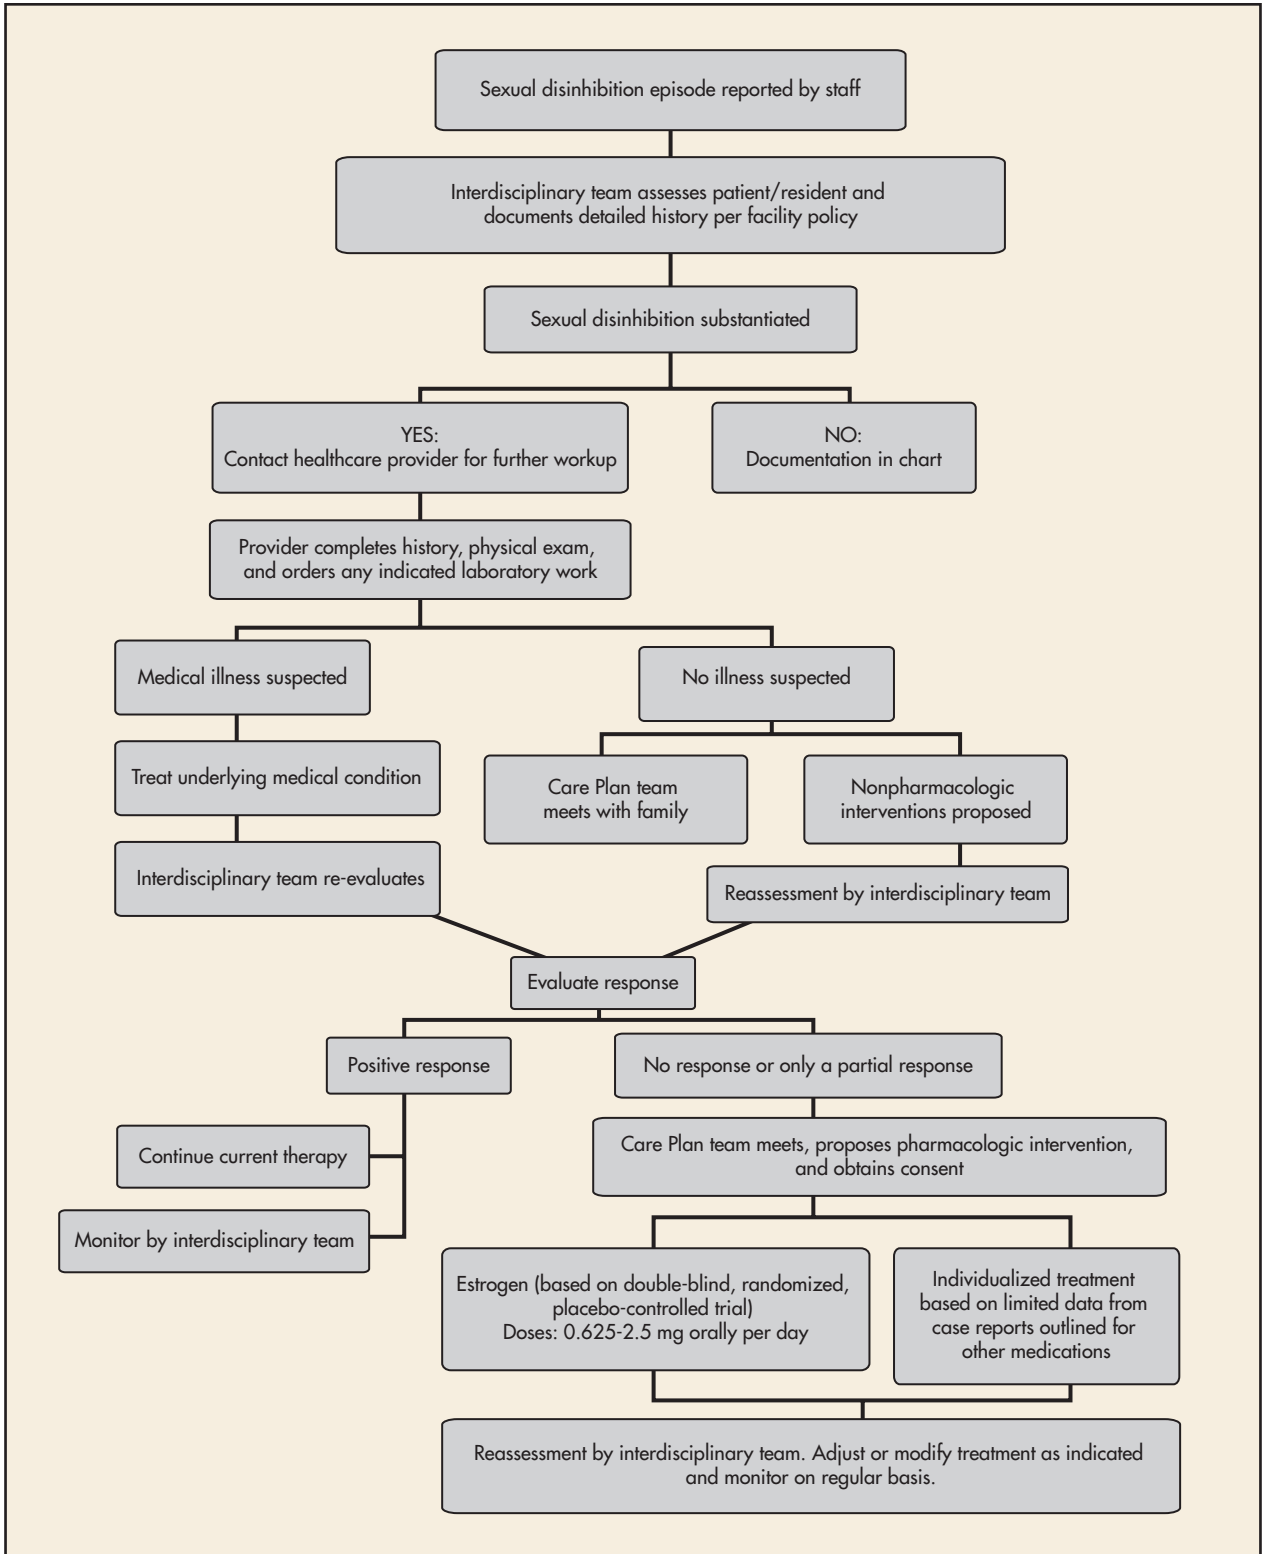 Sexual disinhibition episode reported by staff
Interdisciplinary team assesses patient/resident and
documents detailed history per facility policy
Sexual disinhibition substantiated
YES:
Contact healthcare provider for further workup
NO:
Documentation in chart
Provider completes history, physical exam,
and orders any indicated laboratory work
Medical illness suspected
No illness suspected
Treat underlying medical condition
Care Plan team
meets with family
Nonpharmacologic
interventions proposed
Interdisciplinary team re-evaluates
Reassessment by interdisciplinary team
Evaluate response
Positive response
No response or only a partial response
Continue current therapy
Monitor by interdisciplinary team
Care Plan team meets, proposes pharmacologic intervention,
and obtains consent
Estrogen (based on double-blind, randomized,
placebo-controlled trial)
Doses: 0.625-2.5 mg orally per day
Individualized treatment
based on limited data from
case reports outlined for
other medications
Reassessment by interdisciplinary team. Adjust or modify treatment as indicated
and monitor on regular basis.